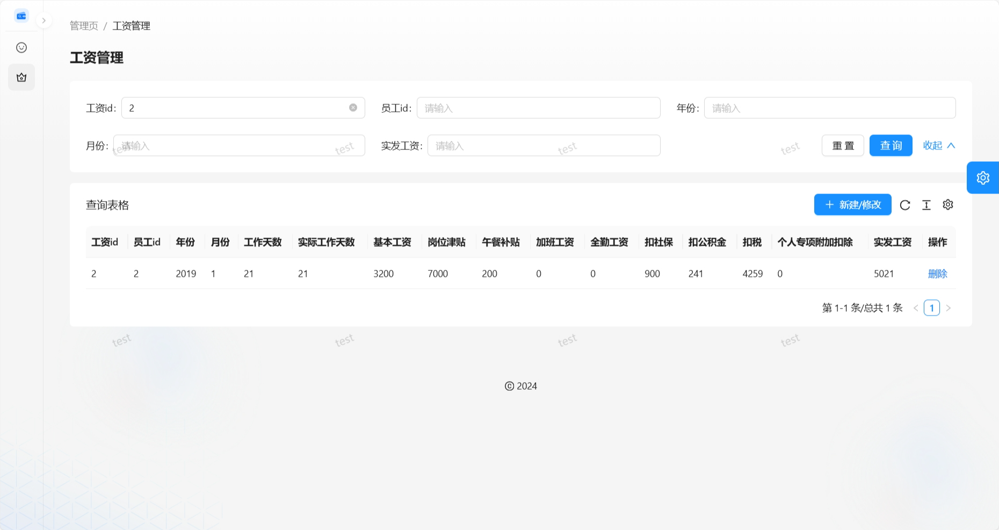 管理页 / 工资管理
工资管理
工资id: 2 员工id: 请输入 年份: 请输入
月份: 请输入 实发工资: 请输入 重 置 查 询 收起
test test test test
查询表格 新建/修改
工资id 员工id 年份 月份 工作天数 实际工作天数 基本工资 岗位津贴 午餐补贴 加班工资 全勤工资 扣社保 扣公积金 扣税 个人专项附加扣除 实发工资 操作
2 2 2019 1 21 21 3200 7000 200 0 0 900 241 4259 0 5021 删除
第 1-1 条/总共 1 条 1
test test test test
© 2024